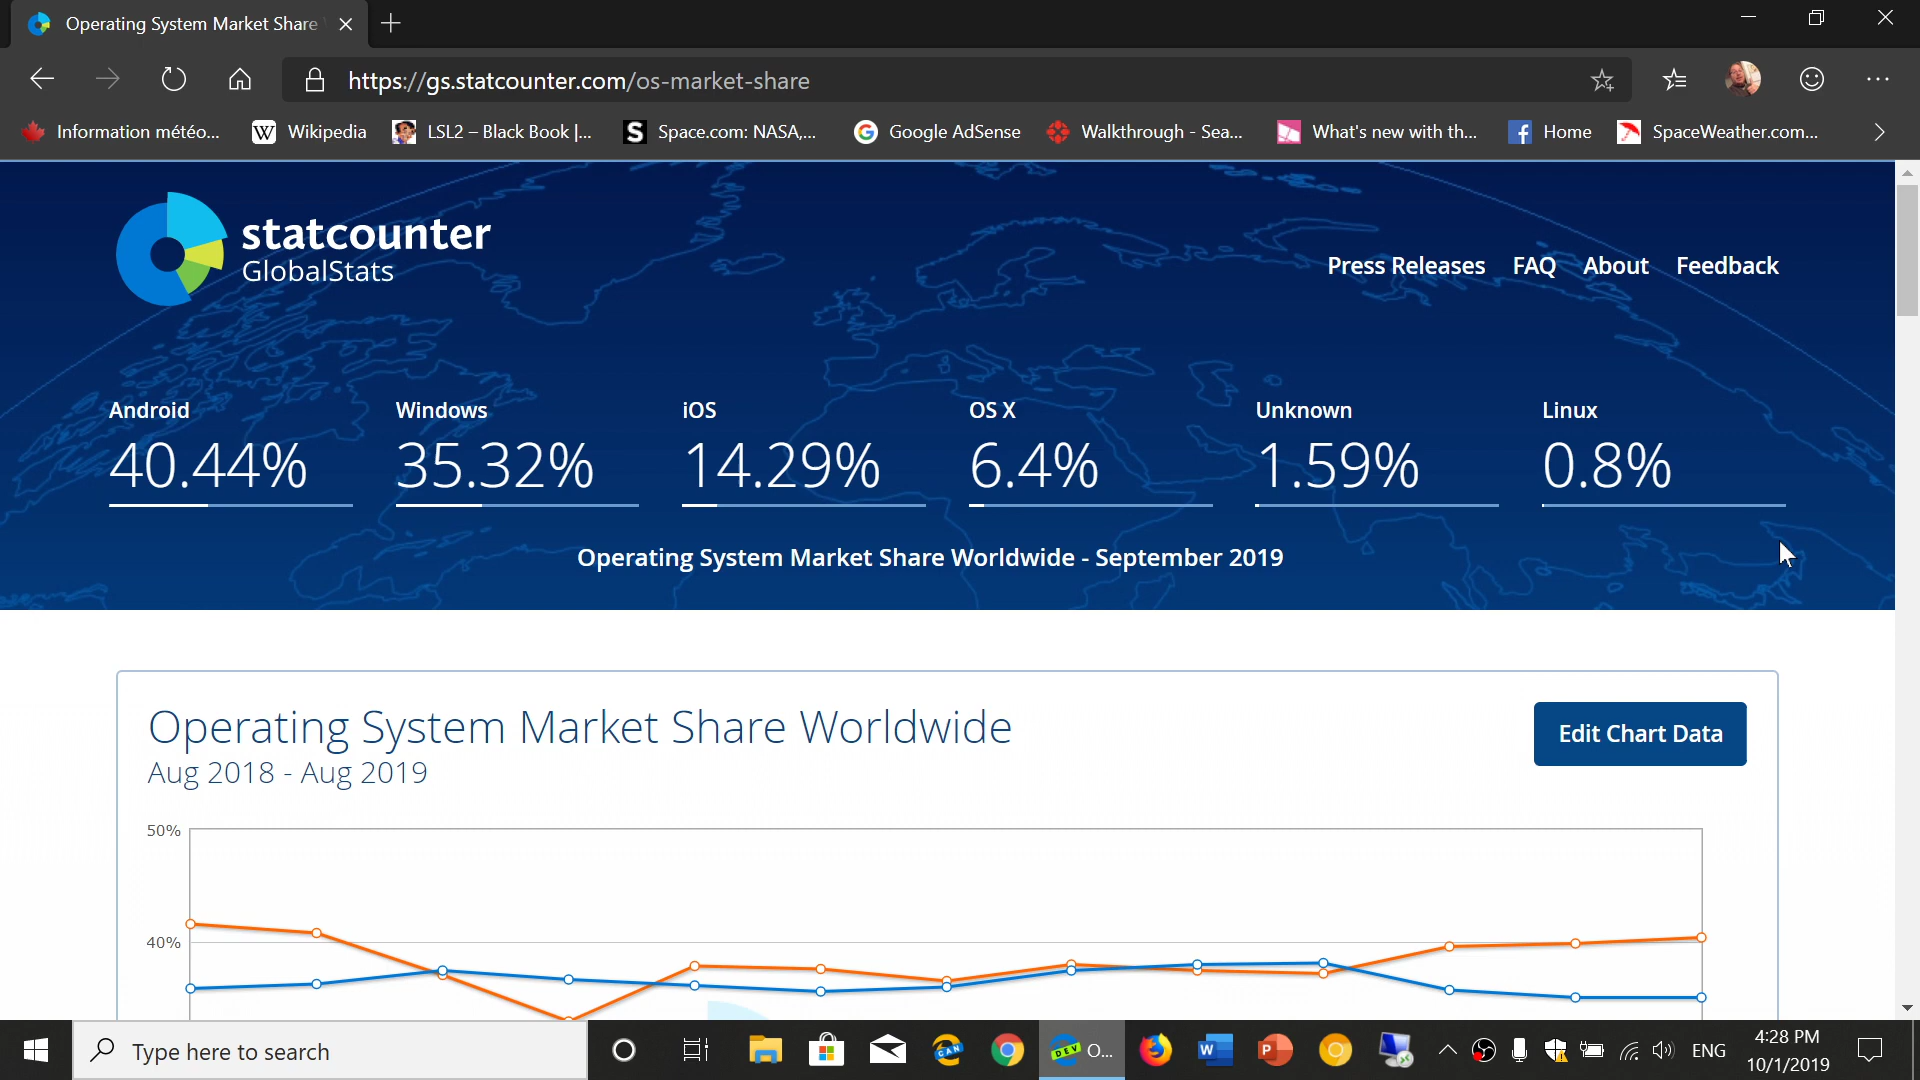 Operating System Market Share
https://gs.statcounter.com/os-market-share
Information météo...
Wikipedia
LSL2 – Black Book |...
Space.com: NASA,...
Google AdSense
Walkthrough - Sea...
What's new with th...
Home
SpaceWeather.com...
statcounter
GlobalStats
Press Releases
FAQ
About
Feedback
Android
Windows
iOS
OS X
Unknown
Linux
40.44%
35.32%
14.29%
6.4%
1.59%
0.8%
Operating System Market Share Worldwide - September 2019
Operating System Market Share Worldwide
Aug 2018 - Aug 2019
Edit Chart Data
50%
40%
Type here to search
CAN
DEV
O...
ENG
4:28 PM
10/1/2019